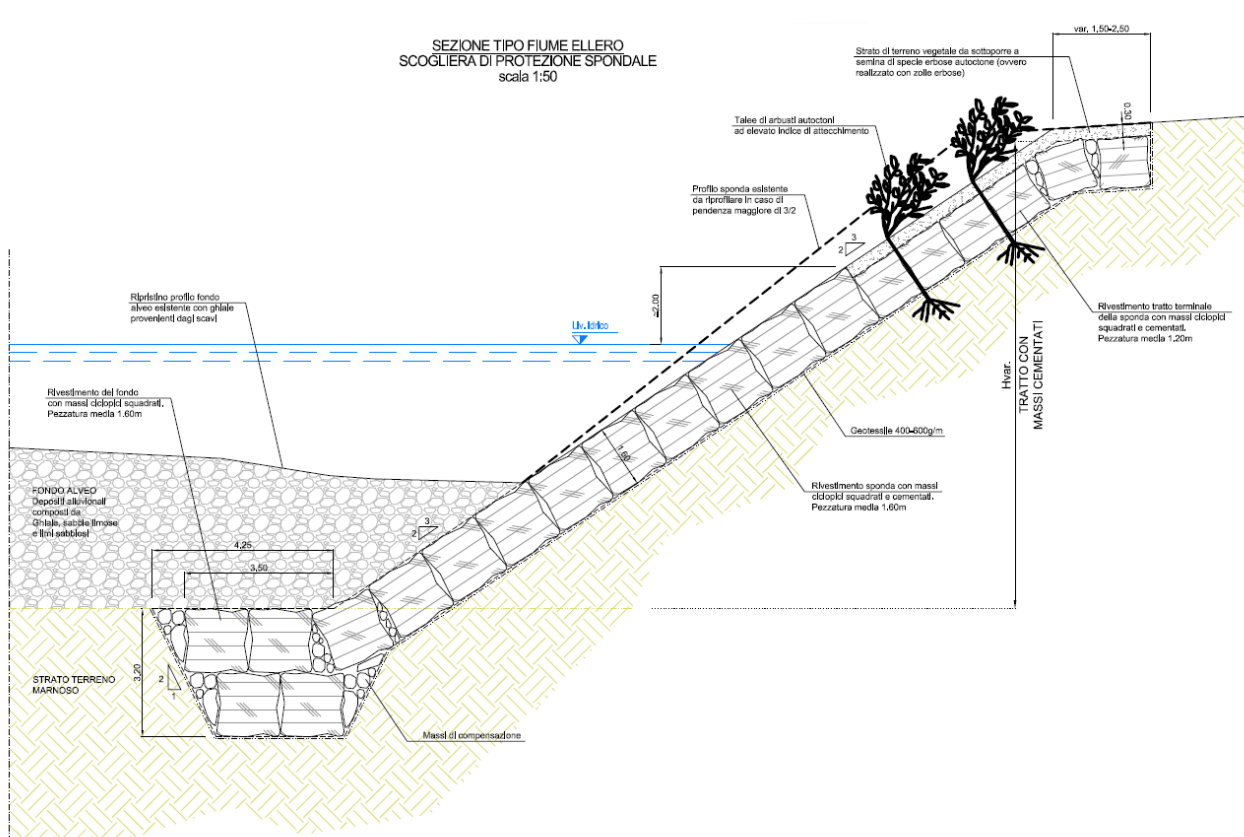 SEZIONE TIPO FIUME ELLERO
SCOGLIERA DI PROTEZIONE SPONDALE
scala 1:50
var. 1,50-2,50
Strato di terreno vegetale da sottoporre a
semina di specie erbose autoctone (ovvero
realizzato con zolle erbose)
0.30
Talee di arbusti autoctoni
ad elevato indice di attecchimento
Profilo sponda esistente
da riprofilare in caso di
pendenza maggiore di 3/2
3
2
≥2.00
Ripristino profilo fondo
alveo esistente con ghiaie
provenienti dagli scavi
Liv. idrico
Rivestimento tratto terminale
della sponda con massi ciclopici
squadrati e cementati.
Pezzatura media 1.20m
Hvar.
TRATTO CON
MASSI CEMENTATI
Rivestimento del fondo
con massi ciclopici squadrati.
Pezzatura media 1.60m
Geotessile 400-600g/m
1.60
Rivestimento sponda con massi
ciclopici squadrati e cementati.
Pezzatura media 1.60m
FONDO ALVEO
Depositi alluvionali
composti da
Ghiaie, sabbie limose
e limi sabbiosi
3
2
4,25
3,50
3,20
STRATO TERRENO
MARNOSO
2
1
Massi di compensazione